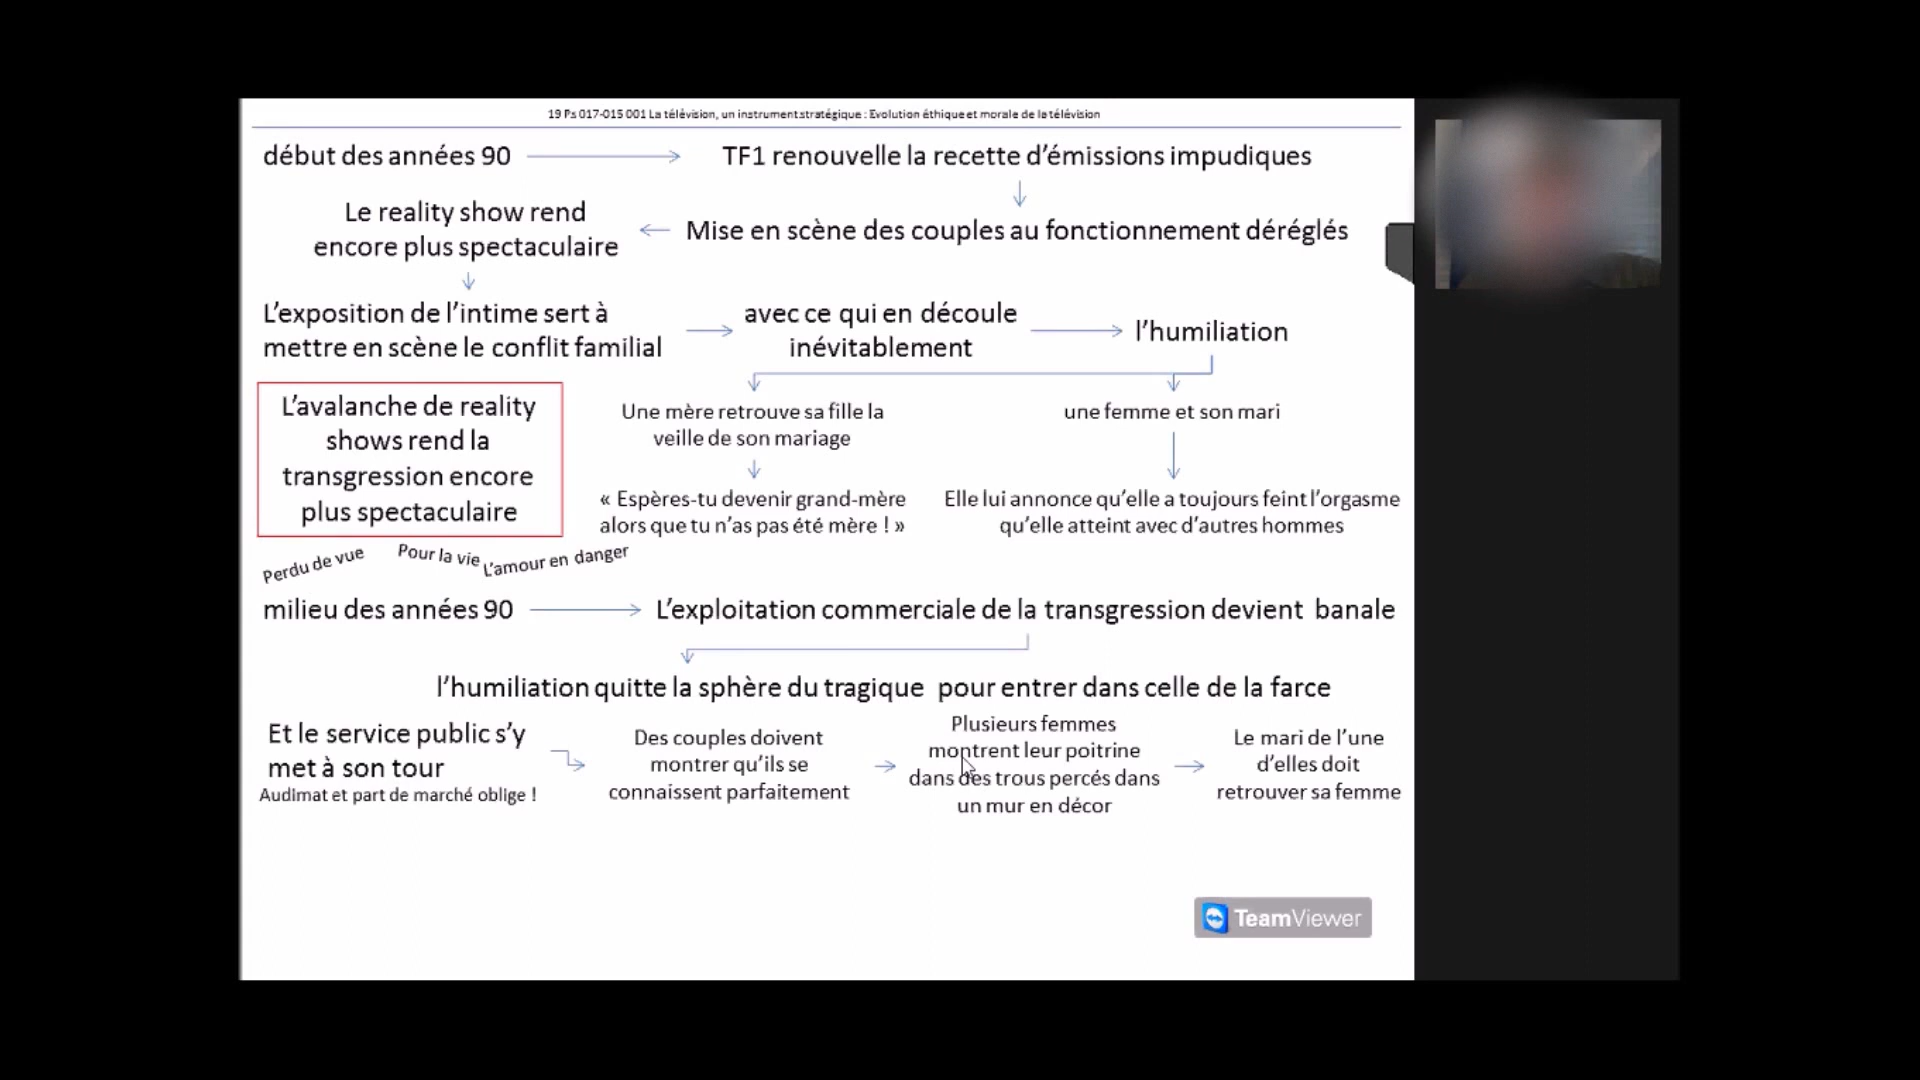 19 Ps 017-015 001 La télévision, un instrument stratégique : Evolution éthique et morale de la télévision
début des années 90
TF1 renouvelle la recette d’émissions impudiques
Le reality show rend
encore plus spectaculaire
Mise en scène des couples au fonctionnement déréglés
L’exposition de l’intime sert à
mettre en scène le conflit familial
avec ce qui en découle
inévitablement
l’humiliation
L’avalanche de reality
shows rend la
transgression encore
plus spectaculaire
Une mère retrouve sa fille la
veille de son mariage
une femme et son mari
« Espères-tu devenir grand-mère
alors que tu n’as pas été mère ! »
Elle lui annonce qu’elle a toujours feint l’orgasme
qu’elle atteint avec d’autres hommes
Perdu de vue
Pour la vie
L’amour en danger
milieu des années 90
L’exploitation commerciale de la transgression devient banale
l’humiliation quitte la sphère du tragique pour entrer dans celle de la farce
Et le service public s’y
met à son tour
Audimat et part de marché oblige !
Des couples doivent
montrer qu’ils se
connaissent parfaitement
Plusieurs femmes
montrent leur poitrine
dans des trous percés dans
un mur en décor
Le mari de l’une
d’elles doit
retrouver sa femme
TeamViewer